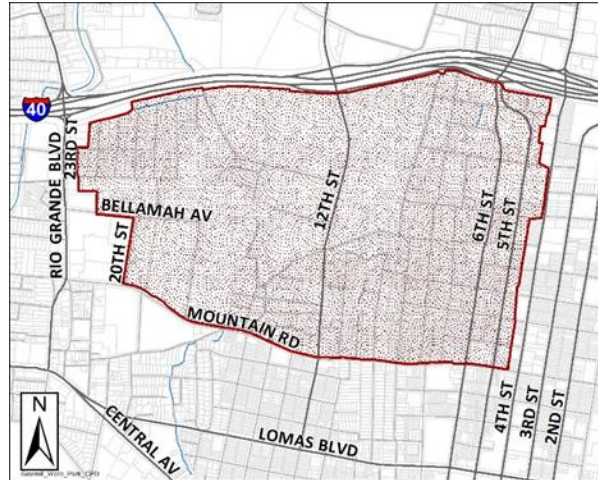 40
RIO GRANDE BLVD
23RD ST
BELLAMAH AV
20TH ST
12TH ST
6TH ST
5TH ST
MOUNTAIN RD
4TH ST
3RD ST
2ND ST
N
CENTRAL AV
LOMAS BLVD